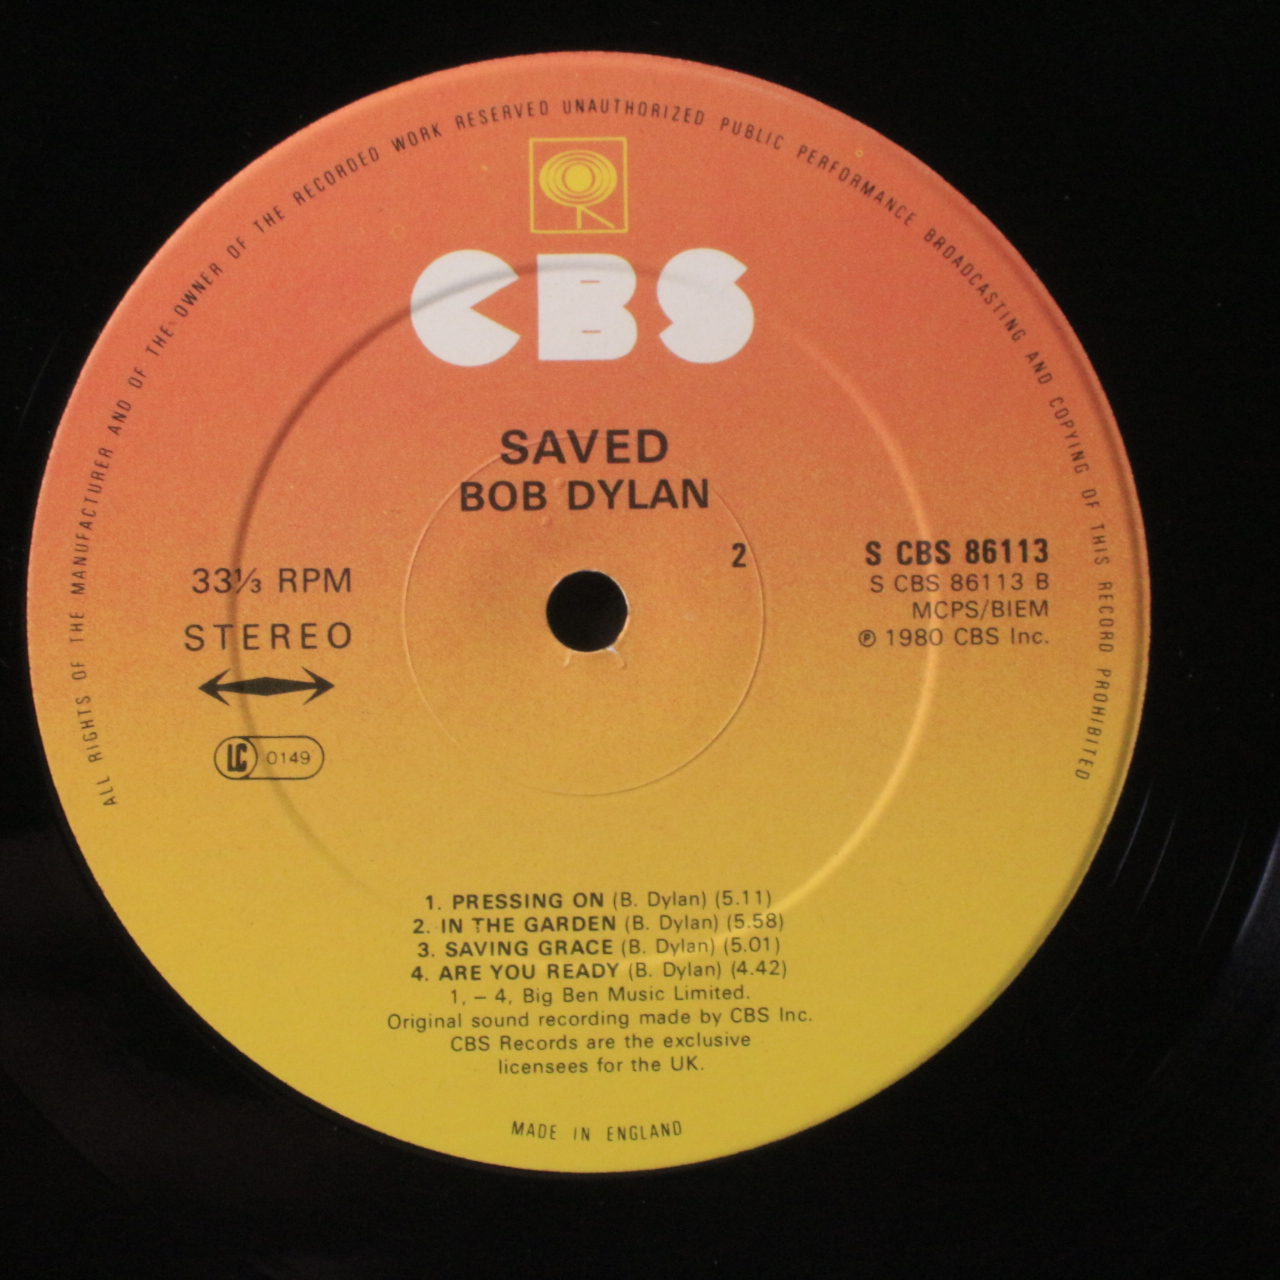 ALL RIGHTS OF THE MANUFACTURER AND OF THE OWNER OF THE RECORDED WORK RESERVED UNAUTHORIZED PUBLIC PERFORMANCE BROADCASTING AND COPYING OF THIS RECORD PROHIBITED
CBS
SAVED
BOB DYLAN
2
33⅓ RPM
STEREO
LC 0149
S CBS 86113
S CBS 86113 B
MCPS/BIEM
℗ 1980 CBS Inc.
1. PRESSING ON (B. Dylan) (5.11)
2. IN THE GARDEN (B. Dylan) (5.58)
3. SAVING GRACE (B. Dylan) (5.01)
4. ARE YOU READY (B. Dylan) (4.42)
1, – 4, Big Ben Music Limited.
Original sound recording made by CBS Inc.
CBS Records are the exclusive
licensees for the UK.
MADE IN ENGLAND